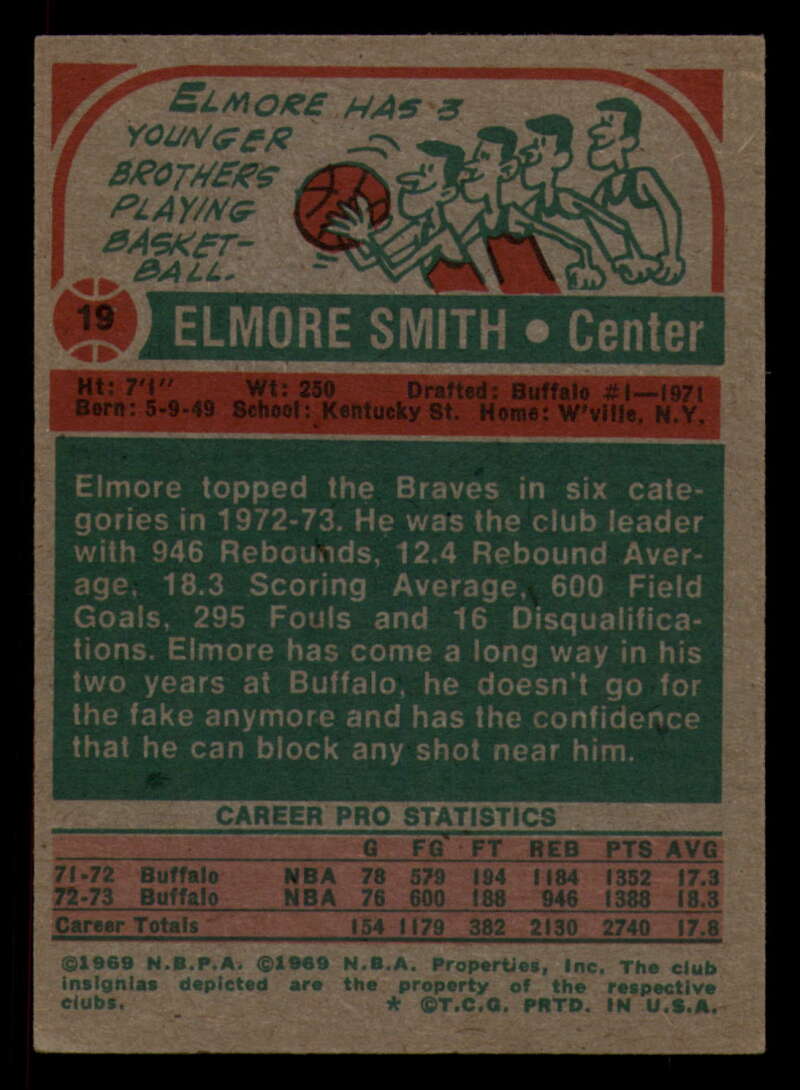 ELMORE HAS 3
YOUNGER
BROTHERS
PLAYING
BASKET-
BALL.
19
ELMORE SMITH • Center
Ht: 7'1" Wt: 250 Drafted: Buffalo #1—1971
Born: 5-9-49 School: Kentucky St. Home: W'ville, N.Y.
Elmore topped the Braves in six cate-
gories in 1972-73. He was the club leader
with 946 Rebounds, 12.4 Rebound Aver-
age, 18.3 Scoring Average, 600 Field
Goals, 295 Fouls and 16 Disqualifica-
tions. Elmore has come a long way in his
two years at Buffalo, he doesn't go for
the fake anymore and has the confidence
that he can block any shot near him.
CAREER PRO STATISTICS
G FG FT REB PTS AVG
71-72 Buffalo NBA 78 579 194 1184 1352 17.3
72-73 Buffalo NBA 76 600 188 946 1388 18.3
Career Totals 154 1179 382 2130 2740 17.8
©1969 N.B.P.A. ©1969 N.B.A. Properties, Inc. The club
insignias depicted are the property of the respective
clubs. * ©T.C.G. PRTD. IN U.S.A.